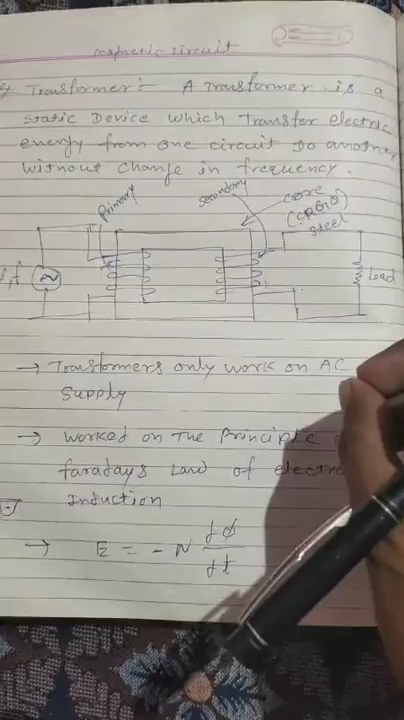 magnetic circuit
Transformer:- A Transformer is a
static Device which Transfer electric
energy from one circuit to another
without change in frequency.
Primary
secondary
core
(CRGO)
steel
Load
→ Transformers only work on AC
supply
→ worked on The Principle
faradays Law of electro
Induction
→ E = - N dϕ
dt